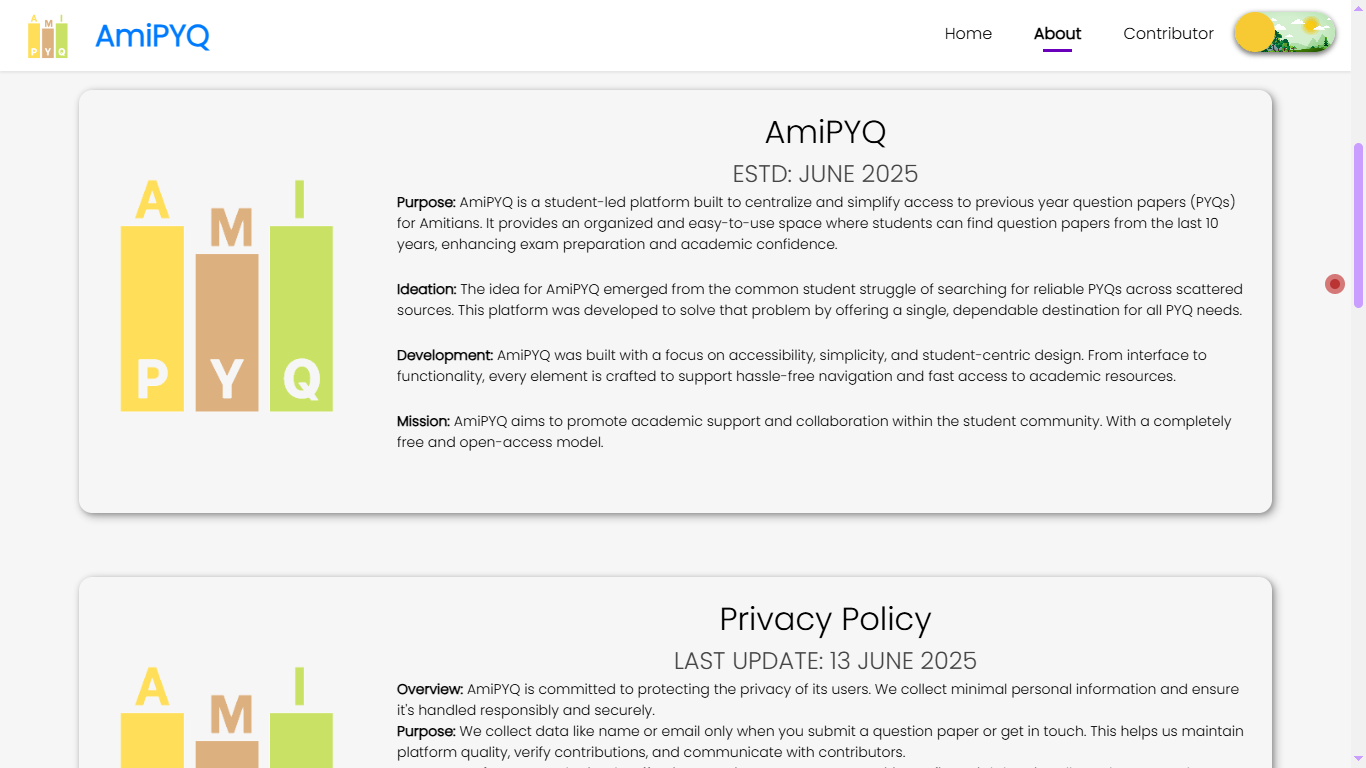 A M I
P Y Q
AmiPYQ
Home
About
Contributor
AmiPYQ
ESTD: JUNE 2025
A M I
P Y Q
Purpose: AmiPYQ is a student-led platform built to centralize and simplify access to previous year question papers (PYQs)
for Amitians. It provides an organized and easy-to-use space where students can find question papers from the last 10
years, enhancing exam preparation and academic confidence.
Ideation: The idea for AmiPYQ emerged from the common student struggle of searching for reliable PYQs across scattered
sources. This platform was developed to solve that problem by offering a single, dependable destination for all PYQ needs.
Development: AmiPYQ was built with a focus on accessibility, simplicity, and student-centric design. From interface to
functionality, every element is crafted to support hassle-free navigation and fast access to academic resources.
Mission: AmiPYQ aims to promote academic support and collaboration within the student community. With a completely
free and open-access model.
Privacy Policy
LAST UPDATE: 13 JUNE 2025
A M I
Overview: AmiPYQ is committed to protecting the privacy of its users. We collect minimal personal information and ensure
it's handled responsibly and securely.
Purpose: We collect data like name or email only when you submit a question paper or get in touch. This helps us maintain
platform quality, verify contributions, and communicate with contributors.